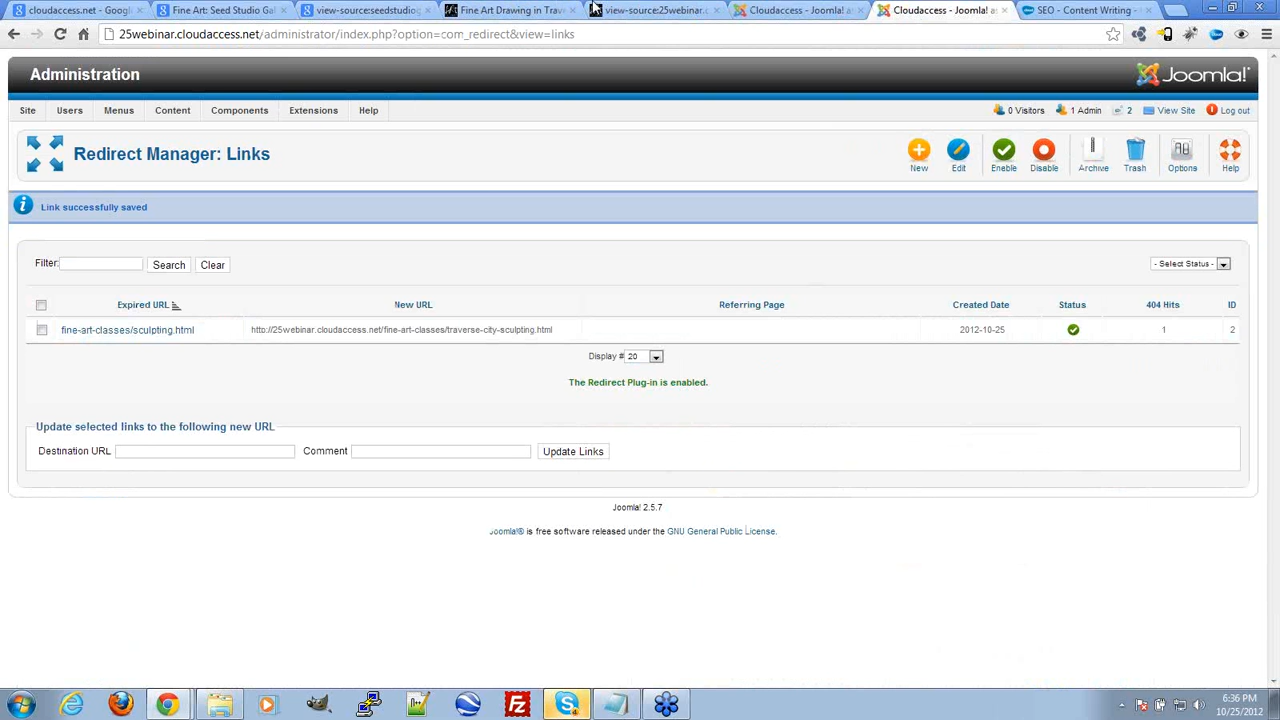 cloudaccess.net - Googl
Fine Art: Seed Studio Gal
view-source:seedstudiog
Fine Art Drawing in Trave
view-source:25webinar.c
Cloudaccess - Joomla! as
Cloudaccess - Joomla! as
SEO - Content Writing -
25webinar.cloudaccess.net/administrator/index.php?option=com_redirect&view=links
Administration
Joomla!
Site Users Menus Content Components Extensions Help
0 Visitors 1 Admin 2 View Site Log out
Redirect Manager: Links
New Edit Enable Disable Archive Trash Options Help
Link successfully saved
Filter: Search Clear - Select Status -
Expired URL New URL Referring Page Created Date Status 404 Hits ID
fine-art-classes/sculpting.html http://25webinar.cloudaccess.net/fine-art-classes/traverse-city-sculpting.html 2012-10-25 1 2
Display # 20
The Redirect Plug-in is enabled.
Update selected links to the following new URL
Destination URL Comment Update Links
Joomla! 2.5.7
Joomla!® is free software released under the GNU General Public License.
6:36 PM
10/25/2012